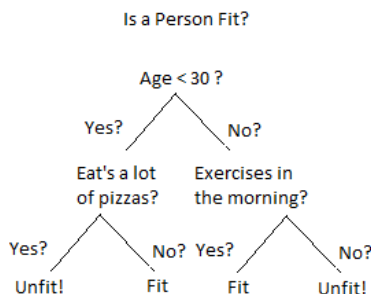 Is a Person Fit?
Age < 30 ?
Yes?
No?
Eat's a lot
of pizzas?
Exercises in
the morning?
Yes?
No?
Yes?
No?
Unfit!
Fit
Fit
Unfit!